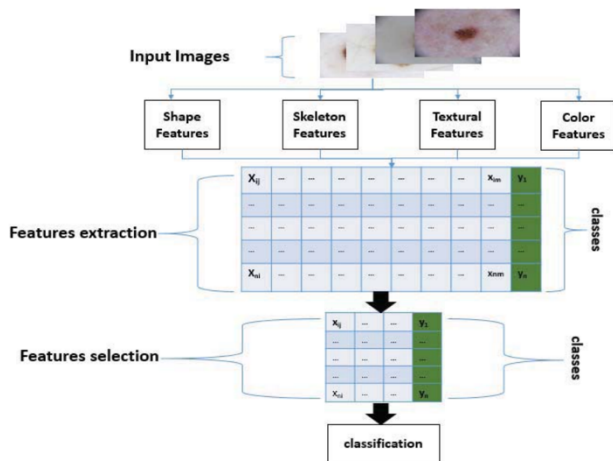 Input Images
Shape
Features
Skeleton
Features
Textural
Features
Color
Features
Features extraction
Xij ... ... ... ... ... ... ... xim y1
... ... ... ... ... ... ... ... ... ...
... ... ... ... ... ... ... ... ... ...
... ... ... ... ... ... ... ... ... ...
Xni ... ... ... ... ... ... ... xnm yn
classes
Features selection
xij ... ... y1
... ... ... ...
... ... ... ...
... ... ... ...
xni ... ... yn
classes
classification